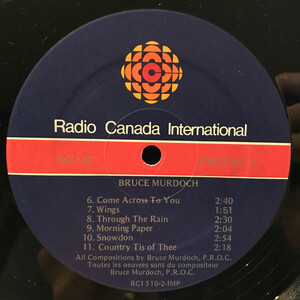 Radio Canada International
BRUCE MURDOCH
6. Come Across To You 2:40
7. Wings 1:51
8. Through The Rain 2:30
9. Morning Paper 2:04
10. Snowdon 2:54
11. Country Tis of Thee 2:18
All Compositions by Bruce Murdoch, P.R.O.C.
Toutes les oeuvres sont du compositeur
Bruce Murdoch, P.R.O.C.
RCI 510-2-IMP